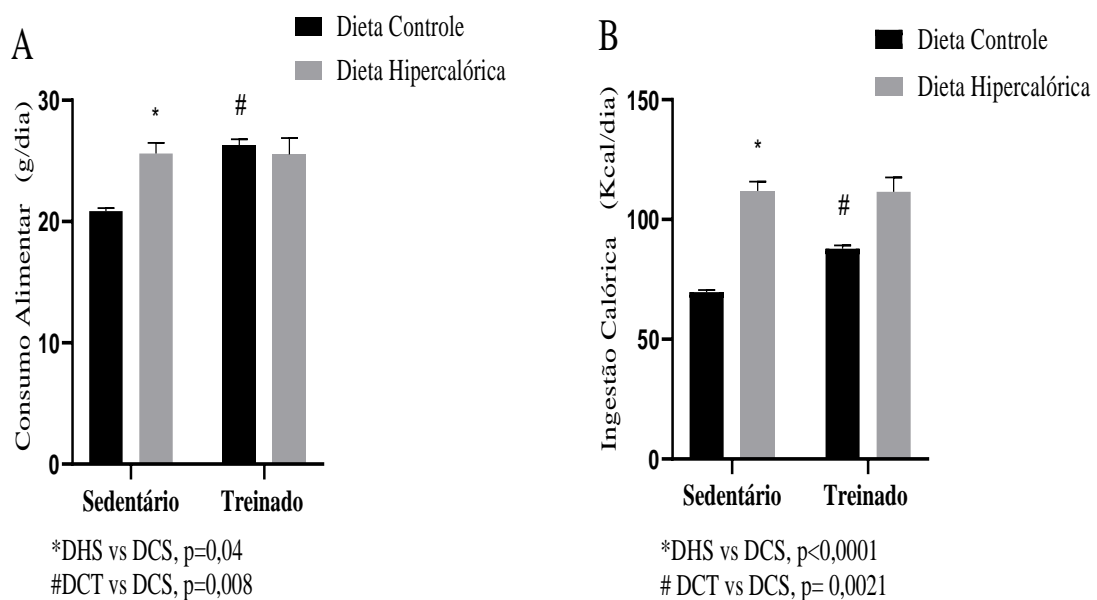 A
Dieta Controle
Dieta Hipercalórica
Consumo Alimentar (g/dia)
30
20
10
0
*
#
Sedentário Treinado
*DHS vs DCS, p=0,04
#DCT vs DCS, p=0,008
B
Dieta Controle
Dieta Hipercalórica
Ingestão Calórica (Kcal/dia)
150
100
50
0
*
#
Sedentário Treinado
*DHS vs DCS, p<0,0001
# DCT vs DCS, p= 0,0021